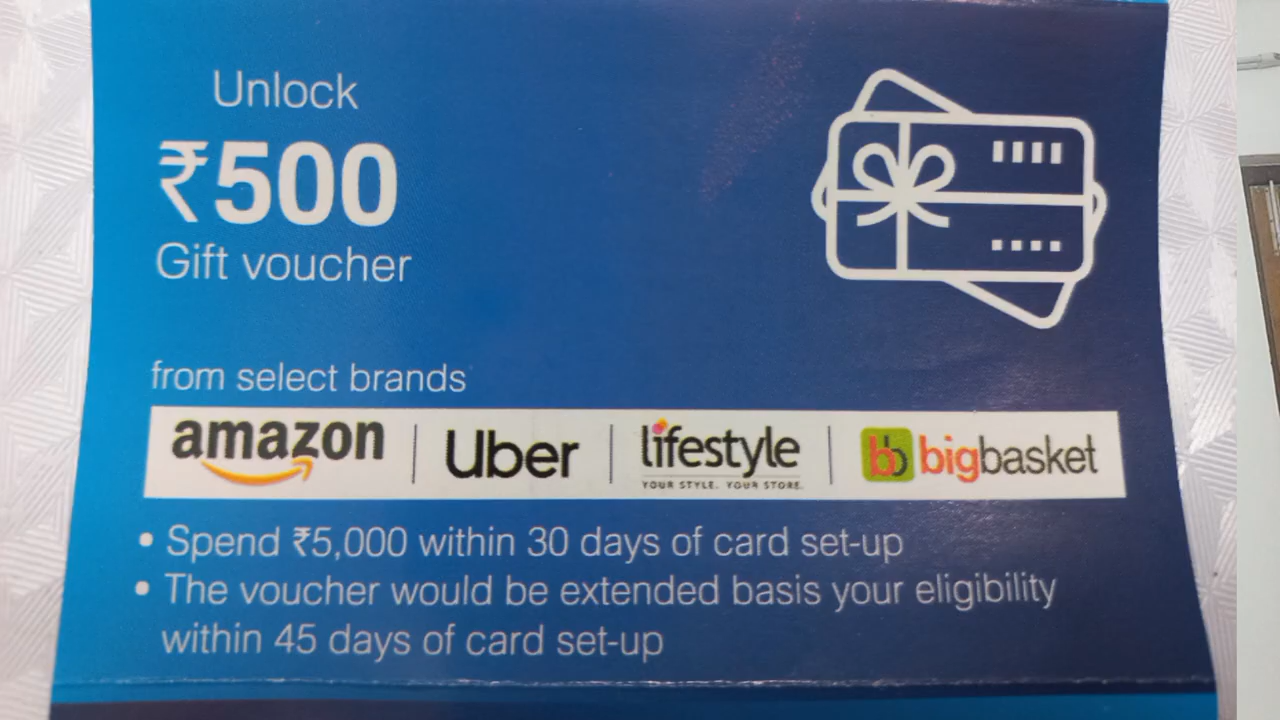 Unlock
₹500
Gift voucher
from select brands
amazon | Uber | lifestyle | bb bigbasket
YOUR STYLE. YOUR STORE.
• Spend ₹5,000 within 30 days of card set-up
• The voucher would be extended basis your eligibility
within 45 days of card set-up